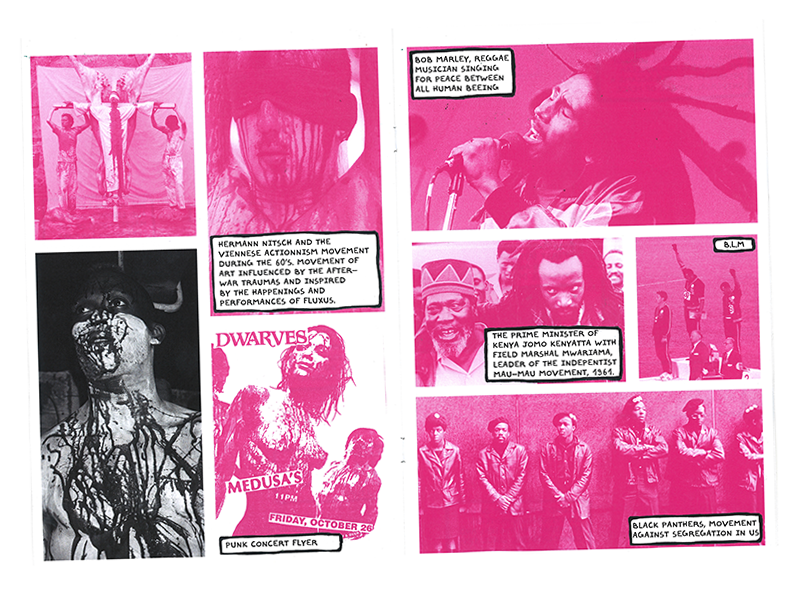 HERMANN NITSCH AND THE
VIENNESE ACTIONNISM MOVEMENT
DURING THE 60'S. MOVEMENT OF
ART INFLUENCED BY THE AFTER-
WAR TRAUMAS AND INSPIRED
BY THE HAPPENINGS AND
PERFORMANCES OF FLUXUS.
DWARVES
MEDUSA'S
11PM
FRIDAY, OCTOBER 26
PUNK CONCERT FLYER
BOB MARLEY, REGGAE
MUSICIAN SINGING
FOR PEACE BETWEEN
ALL HUMAN BEEING
THE PRIME MINISTER OF
KENYA JOMO KENYATTA WITH
FIELD MARSHAL MWARIAMA,
LEADER OF THE INDEPENTIST
MAU-MAU MOVEMENT, 1961.
B.L.M
BLACK PANTHERS, MOVEMENT
AGAINST SEGREGATION IN US